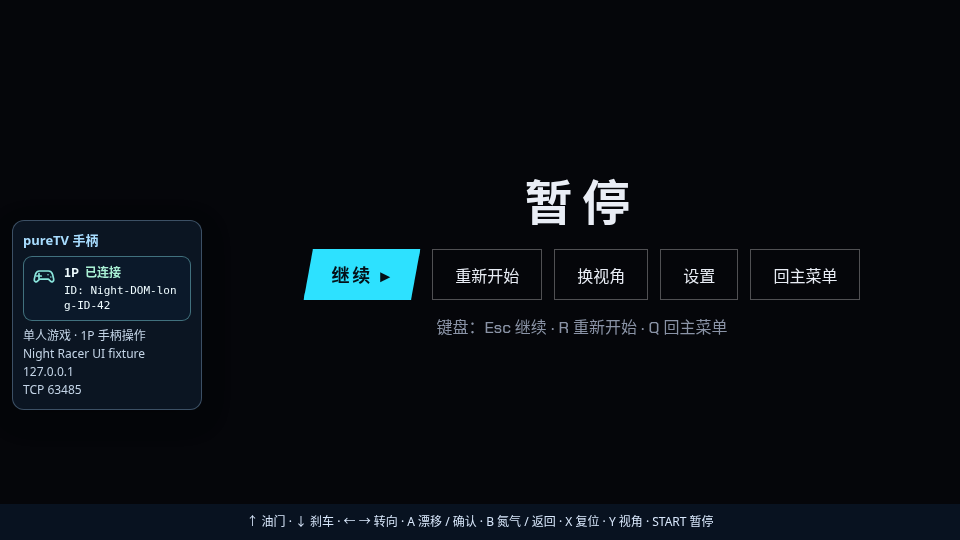 暂停
继续 ▶
重新开始
换视角
设置
回主菜单
键盘：Esc 继续 · R 重新开始 · Q 回主菜单
pureTV 手柄
1P 已连接
ID: Night-DOM-lon
g-ID-42
单人游戏 · 1P 手柄操作
Night Racer UI fixture
127.0.0.1
TCP 63485
↑ 油门 · ↓ 刹车 · ← → 转向 · A 漂移 / 确认 · B 氮气 / 返回 · X 复位 · Y 视角 · START 暂停